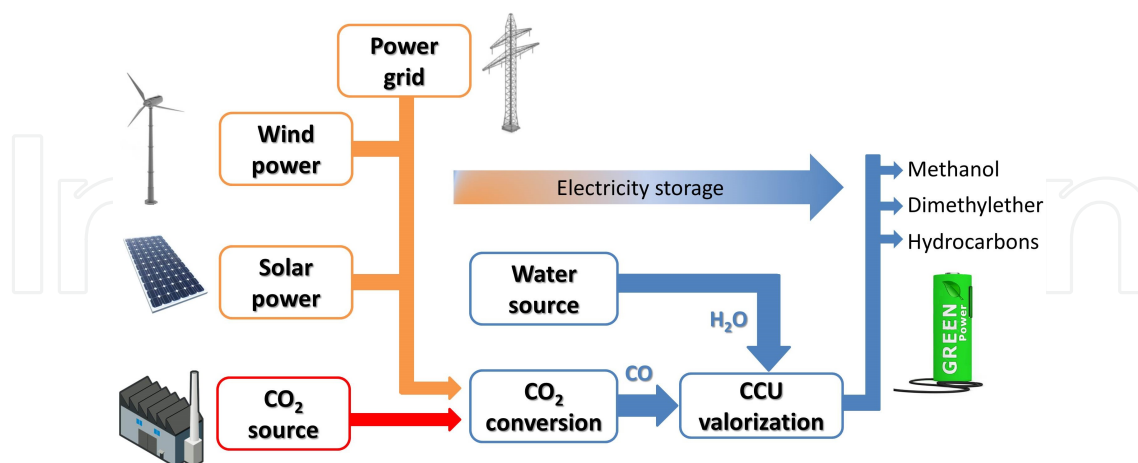 Power
grid
Wind
power
Electricity storage
Methanol
Dimethylether
Hydrocarbons
Solar
power
Water
source
H₂O
GREEN
Power
CO₂
source
CO₂
conversion
CO
CCU
valorization